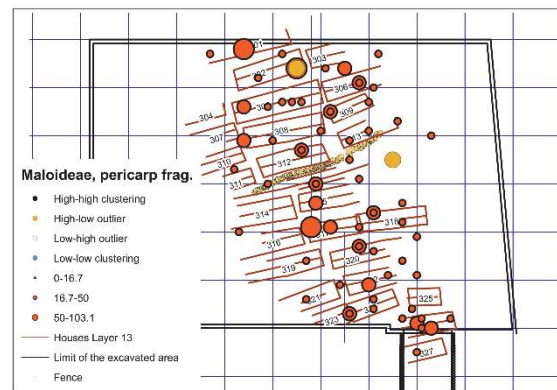 303
302
306
304
309
307
308
310
312
311
314
318
316
320
319
321
325
323
327
Maloideae, pericarp frag.
High-high clustering
High-low outlier
Low-high outlier
Low-low clustering
0-16.7
16.7-50
50-103.1
Houses Layer 13
Limit of the excavated area
Fence